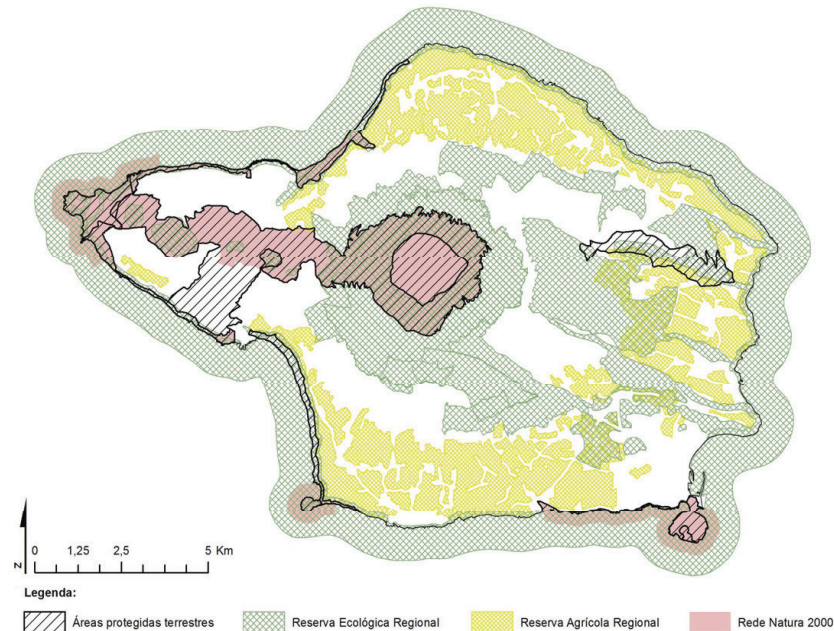 N
0 1,25 2,5 5 Km
Legenda:
Áreas protegidas terrestres Reserva Ecológica Regional Reserva Agrícola Regional Rede Natura 2000